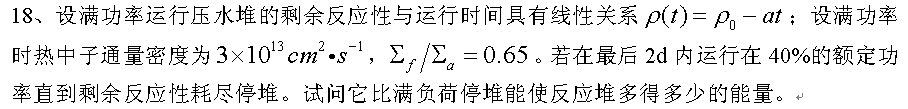 18、设满功率运行压水堆的剩余反应性与运行时间具有线性关系 ρ(t) = ρ₀ − at；设满功率
时热中子通量密度为 3×10¹³ cm²•s⁻¹，Σf/Σa = 0.65。若在最后 2d 内运行在 40%的额定功
率直到剩余反应性耗尽停堆。试问它比满负荷停堆能使反应堆多得多少的能量。